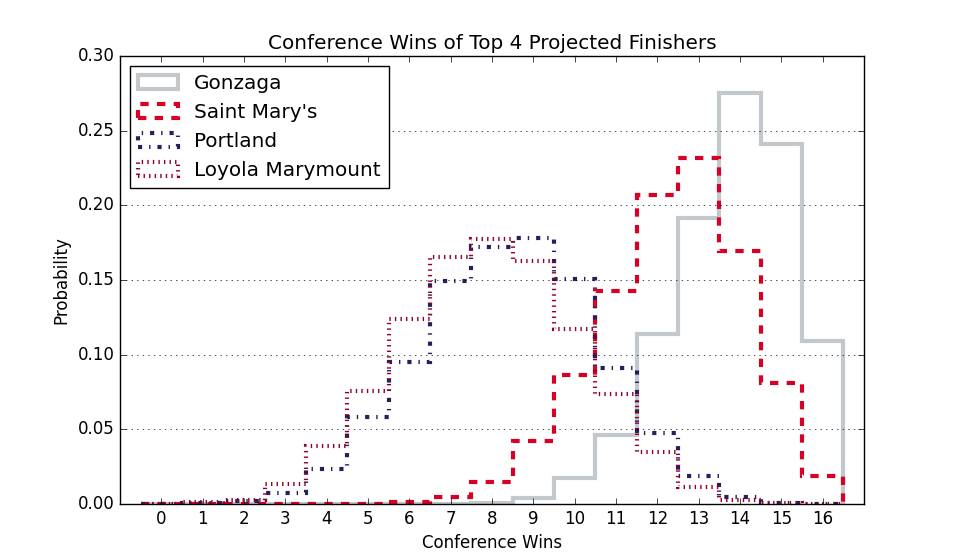 Conference Wins of Top 4 Projected Finishers
0.30
0.25
0.20
0.15
0.10
0.05
0.00
Probability
Gonzaga
Saint Mary's
Portland
Loyola Marymount
0 1 2 3 4 5 6 7 8 9 10 11 12 13 14 15 16
Conference Wins